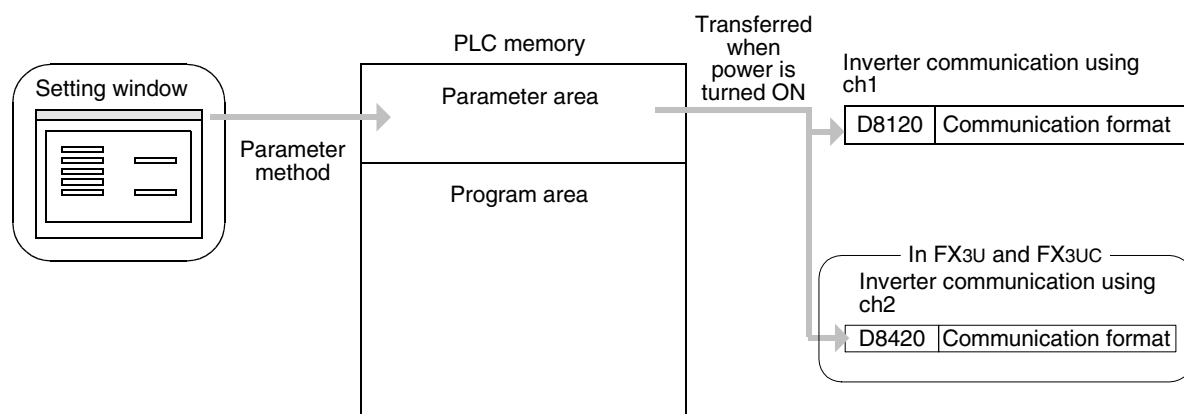 Setting window
Parameter
method
PLC memory
Parameter area
Program area
Transferred
when
power is
turned ON
Inverter communication using
ch1
D8120 Communication format
In FX3U and FX3UC
Inverter communication using
ch2
D8420 Communication format